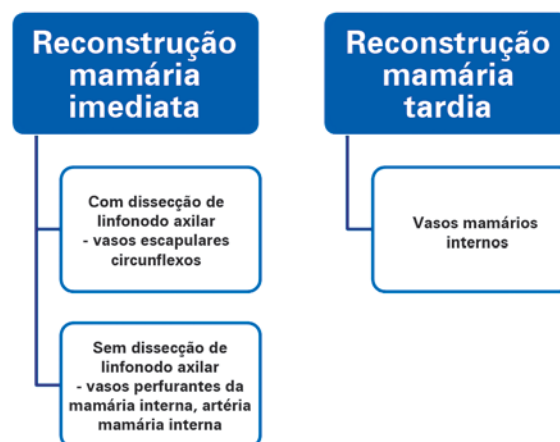 Reconstrução
mamária
imediata
Com dissecção de
linfonodo axilar
- vasos escapulares
circunflexos
Sem dissecção de
linfonodo axilar
- vasos perfurantes da
mamária interna, artéria
mamária interna
Reconstrução
mamária
tardia
Vasos mamários
internos